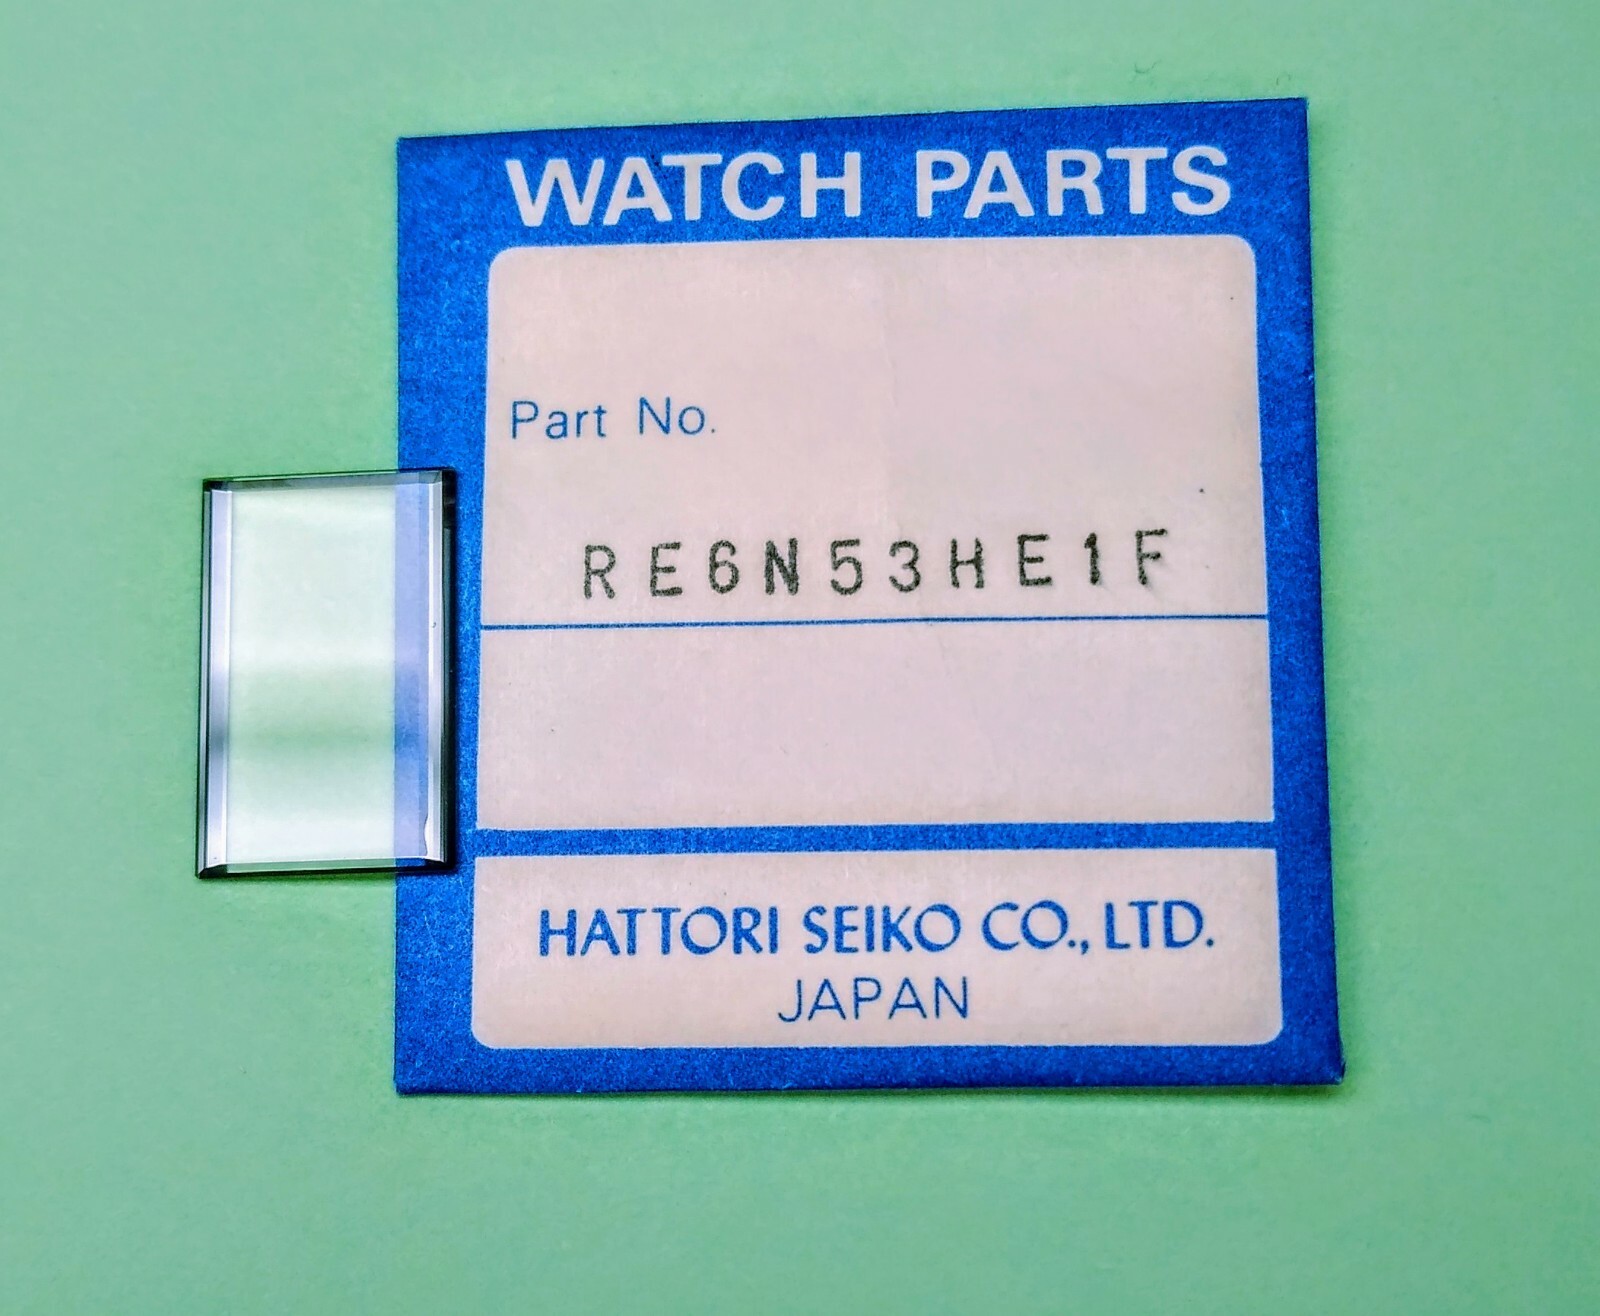 WATCH PARTS
Part No.
RE6N53HE1F
HATTORI SEIKO CO., LTD.
JAPAN